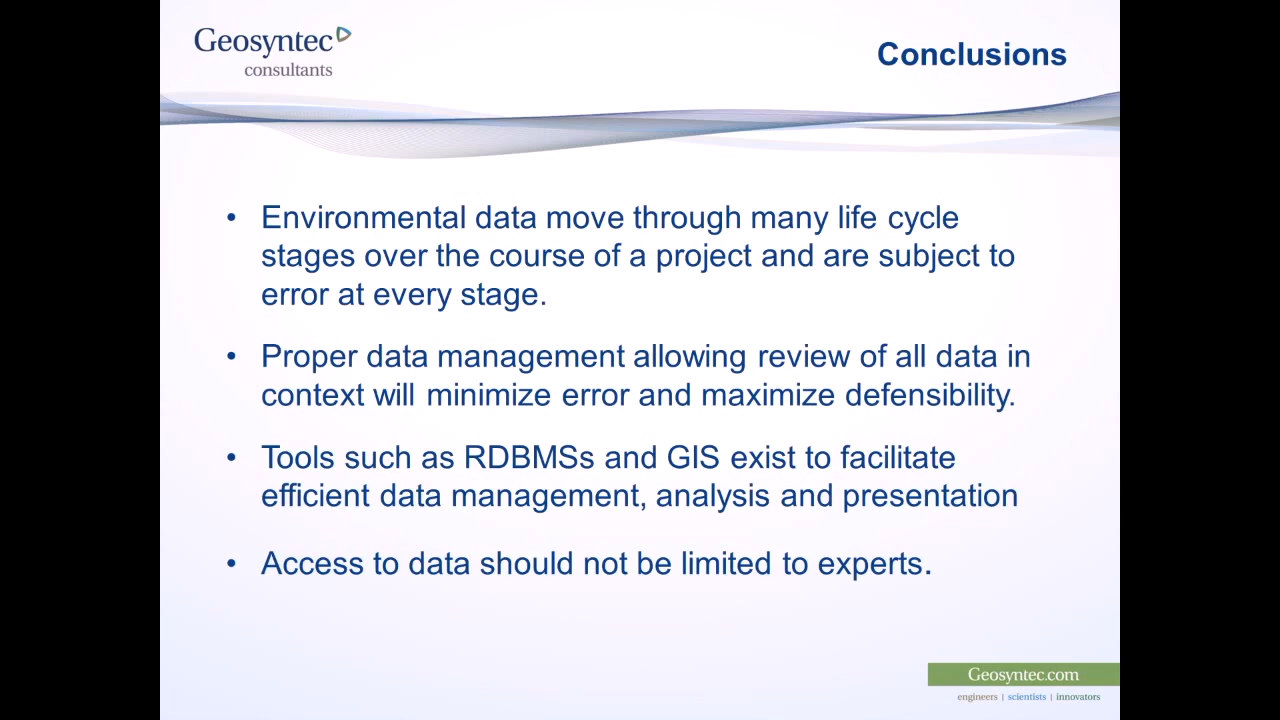 Geosyntec
consultants
Conclusions
• Environmental data move through many life cycle
stages over the course of a project and are subject to
error at every stage.
• Proper data management allowing review of all data in
context will minimize error and maximize defensibility.
• Tools such as RDBMSs and GIS exist to facilitate
efficient data management, analysis and presentation
• Access to data should not be limited to experts.
Geosyntec.com
engineers | scientists | innovators